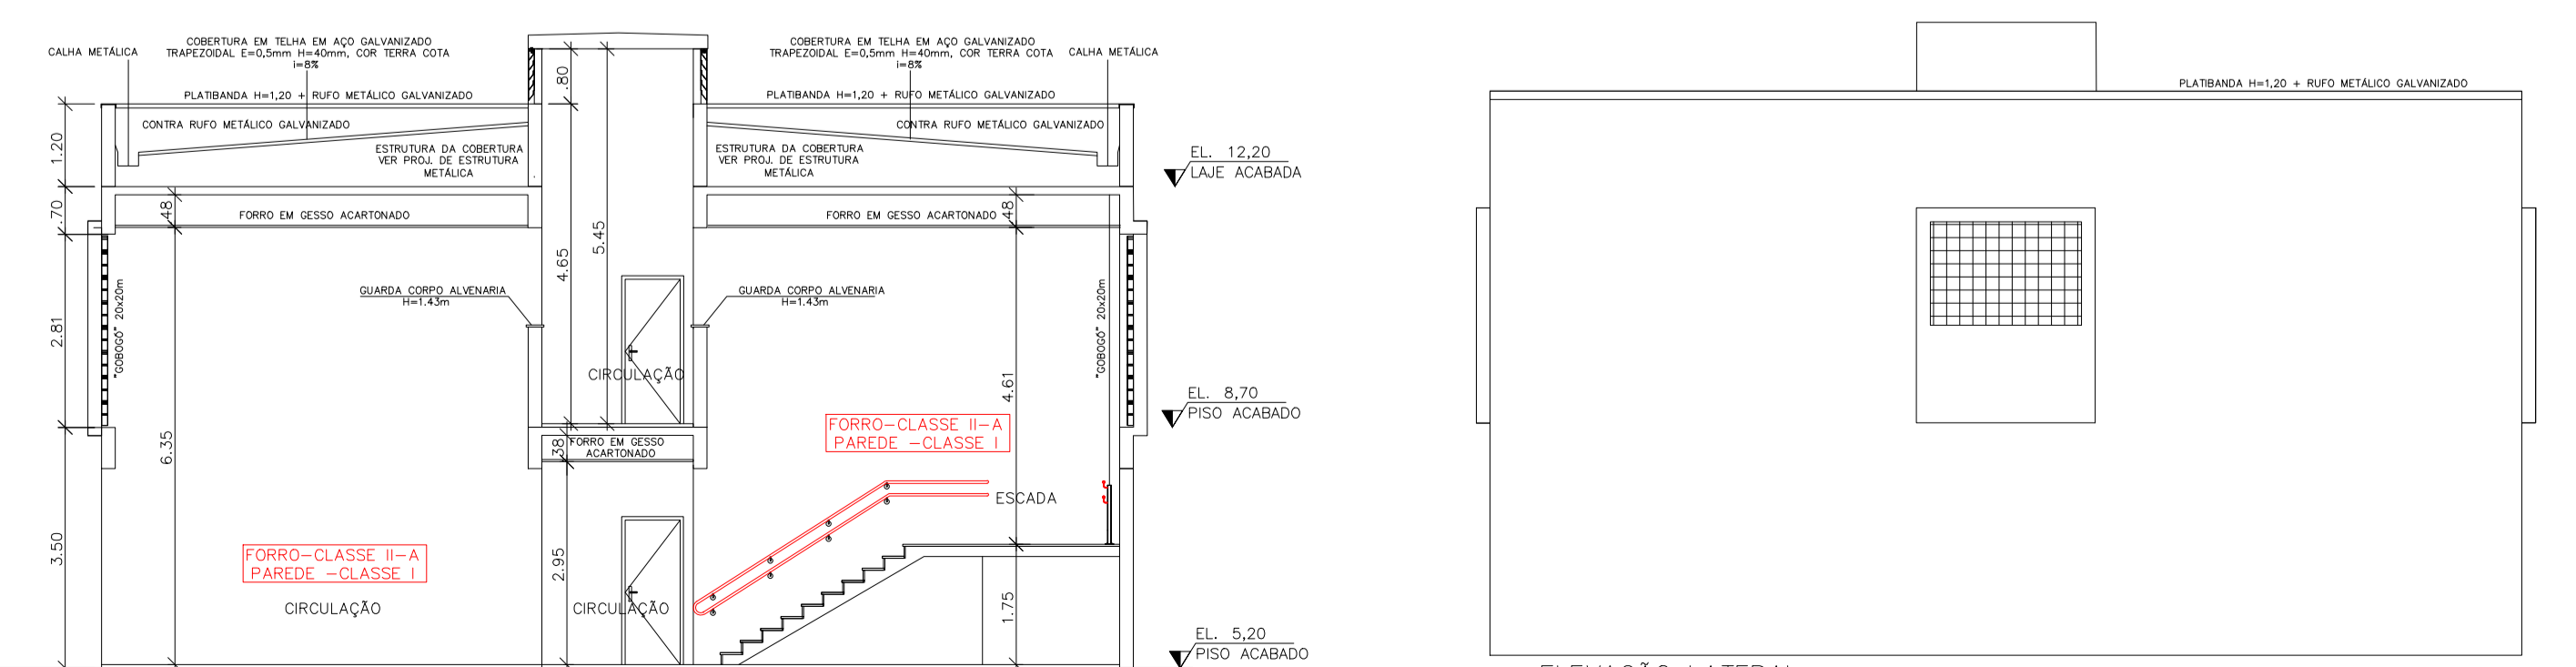 CALHA METÁLICA
COBERTURA EM TELHA EM AÇO GALVANIZADO
TRAPEZOIDAL E=0,5mm H=40mm, COR TERRA COTA
i=8%
PLATIBANDA H=1,20 + RUFO METÁLICO GALVANIZADO
CONTRA RUFO METÁLICO GALVANIZADO
ESTRUTURA DA COBERTURA
VER PROJ. DE ESTRUTURA
METÁLICA
FORRO EM GESSO ACARTONADO
COBERTURA EM TELHA EM AÇO GALVANIZADO
TRAPEZOIDAL E=0,5mm H=40mm, COR TERRA COTA
i=8%
CALHA METÁLICA
PLATIBANDA H=1,20 + RUFO METÁLICO GALVANIZADO
CONTRA RUFO METÁLICO GALVANIZADO
ESTRUTURA DA COBERTURA
VER PROJ. DE ESTRUTURA
METÁLICA
FORRO EM GESSO ACARTONADO
1.20
.70
2.81
3.50
.48
6.35
"GOBOGÓ" 20x20m
.80
4.65
5.45
.38
2.95
GUARDA CORPO ALVENARIA
H=1.43m
GUARDA CORPO ALVENARIA
H=1.43m
CIRCULAÇÃO
FORRO EM GESSO
ACARTONADO
FORRO-CLASSE II-A
PAREDE -CLASSE I
CIRCULAÇÃO
CIRCULAÇÃO
FORRO-CLASSE II-A
PAREDE -CLASSE I
ESCADA
.48
4.61
1.75
"GOBOGÓ" 20x20m
EL. 12,20
LAJE ACABADA
EL. 8,70
PISO ACABADO
EL. 5,20
PISO ACABADO
PLATIBANDA H=1,20 + RUFO METÁLICO GALVANIZADO
ELEVAÇÃO LATERAL